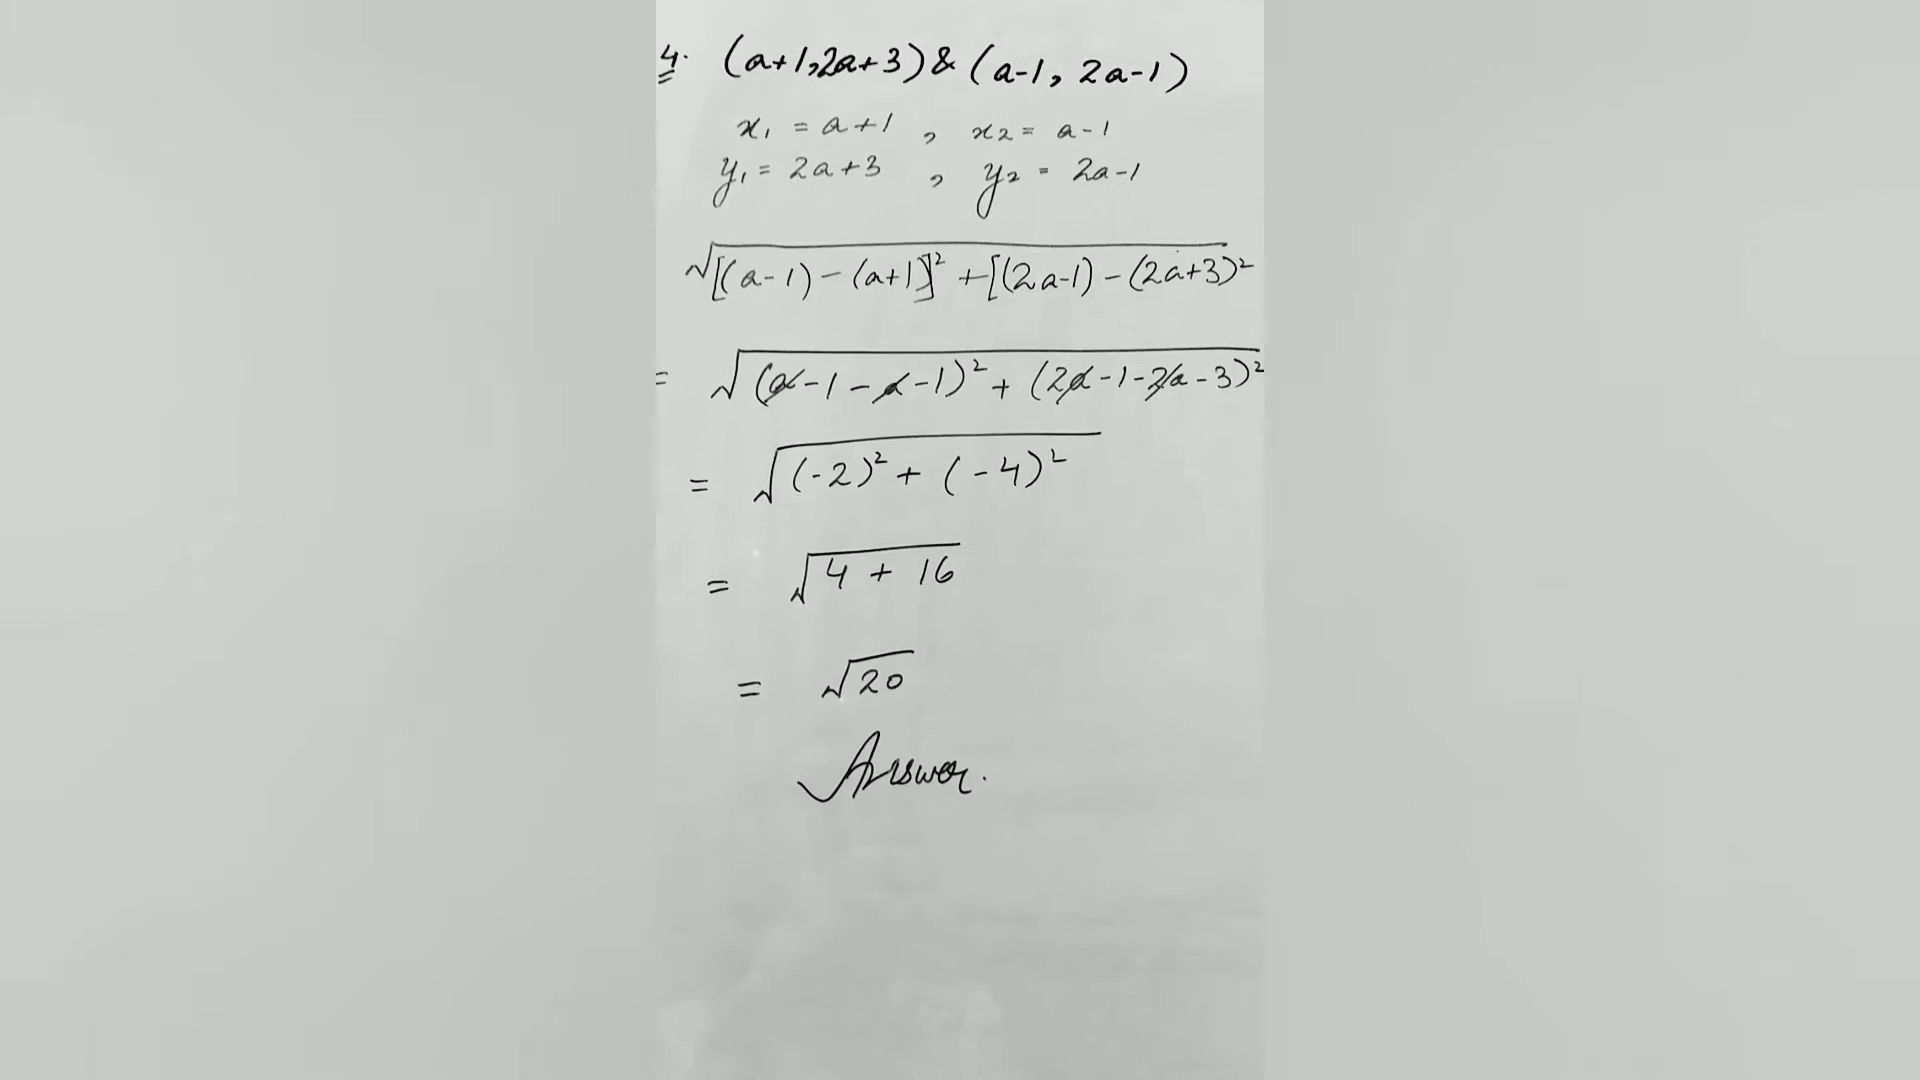 4. (a+1,2a+3) & (a-1, 2a-1)
x₁ = a+1 , x₂ = a-1
y₁ = 2a+3 , y₂ = 2a-1
√[(a-1)-(a+1]² + [(2a-1)-(2a+3)²
= √(a-1-a-1)² + (2a-1-2a-3)²
= √(-2)² + (-4)²
= √4 + 16
= √20
Answer.